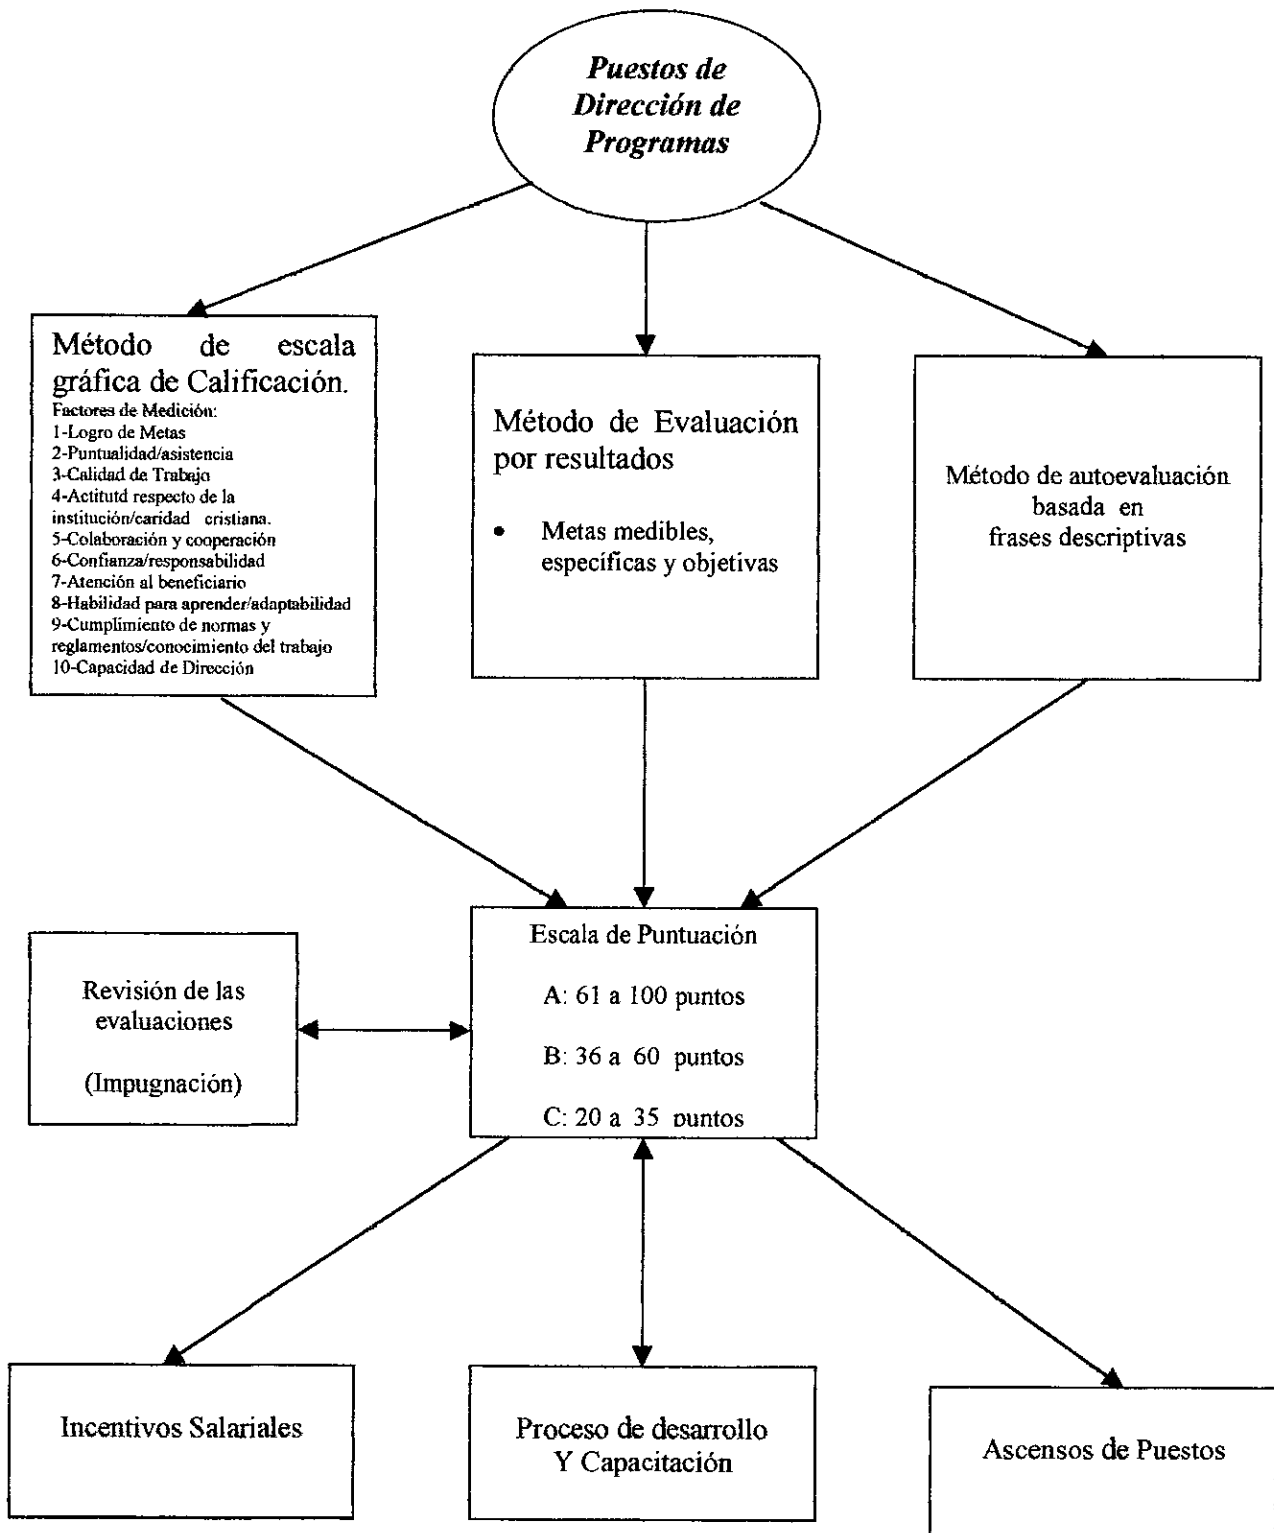 Puestos de
Dirección de
Programas
Método de escala
gráfica de Calificación.
Factores de Medición:
1-Logro de Metas
2-Puntualidad/asistencia
3-Calidad de Trabajo
4-Actitutd respecto de la
institución/caridad cristiana.
5-Colaboración y cooperación
6-Confianza/responsabilidad
7-Atención al beneficiario
8-Habilidad para aprender/adaptabilidad
9-Cumplimiento de normas y
reglamentos/conocimiento del trabajo
10-Capacidad de Dirección
Método de Evaluación
por resultados
• Metas medibles,
específicas y objetivas
Método de autoevaluación
basada en
frases descriptivas
Revisión de las
evaluaciones
(Impugnación)
Escala de Puntuación
A: 61 a 100 puntos
B: 36 a 60 puntos
C: 20 a 35 puntos
Incentivos Salariales
Proceso de desarrollo
Y Capacitación
Ascensos de Puestos